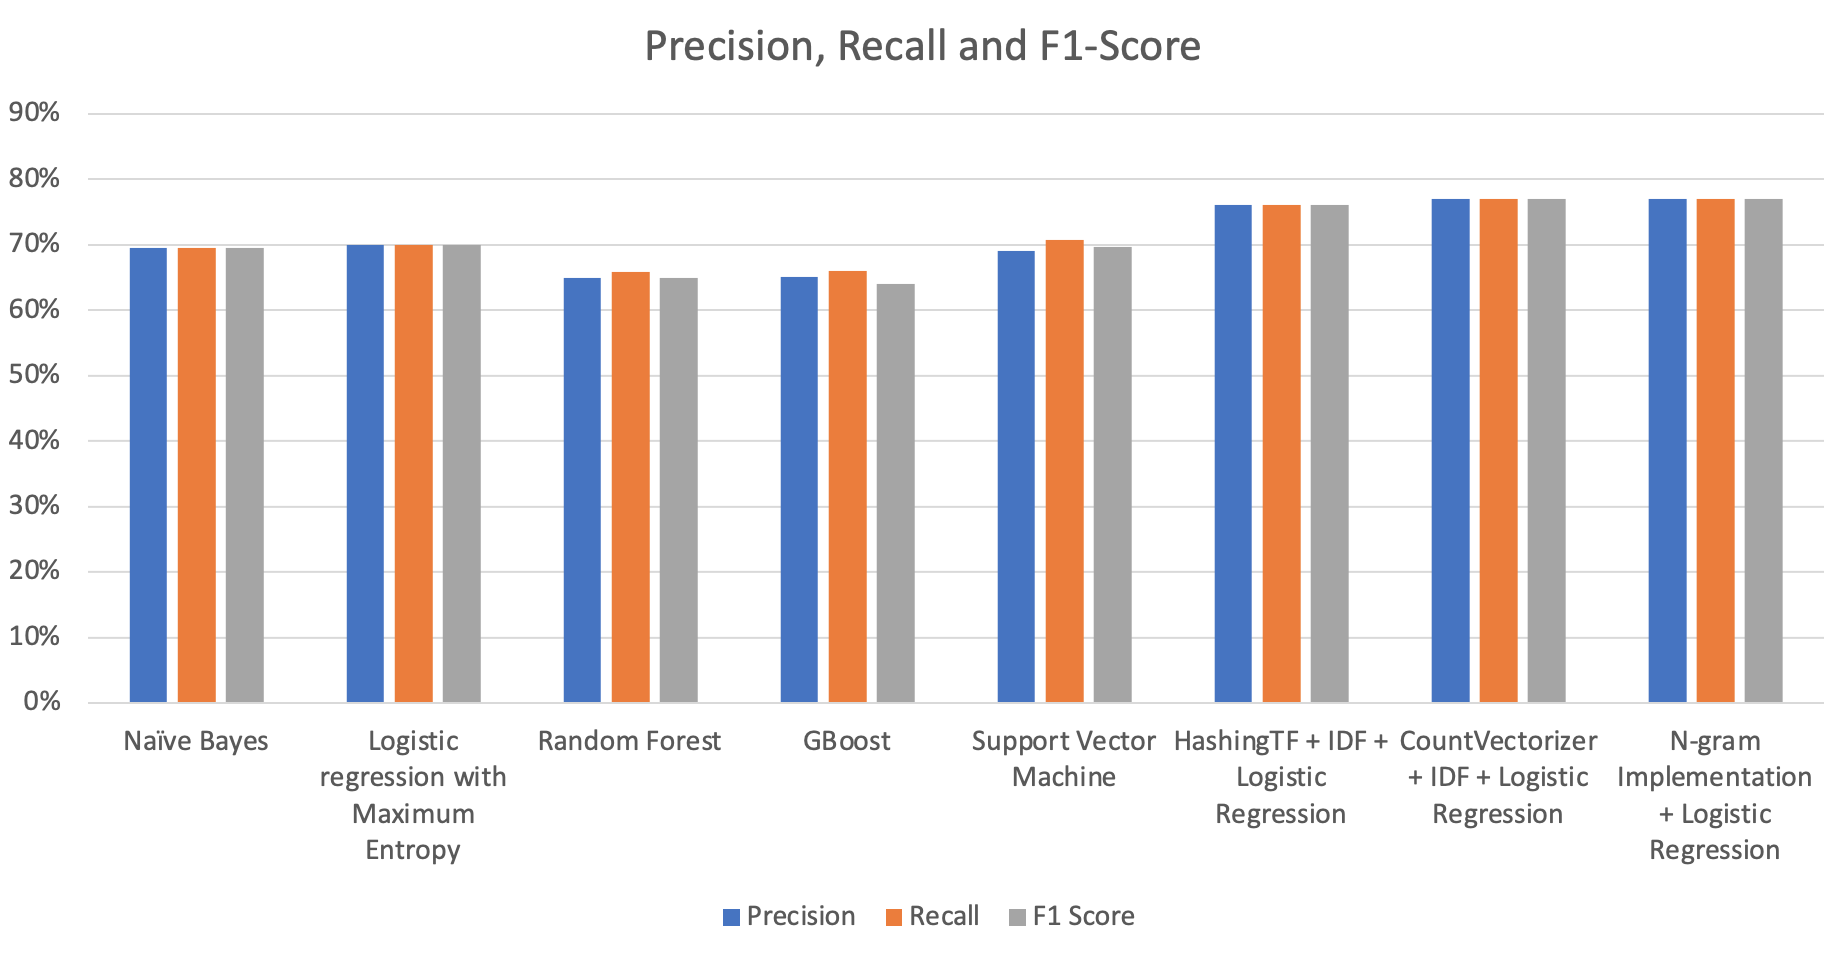 Precision, Recall and F1-Score
90%
80%
70%
60%
50%
40%
30%
20%
10%
0%
Naïve Bayes
Logistic
regression with
Maximum
Entropy
Random Forest
GBoost
Support Vector
Machine
HashingTF + IDF +
Logistic
Regression
CountVectorizer
+ IDF + Logistic
Regression
N-gram
Implementation
+ Logistic
Regression
Precision
Recall
F1 Score